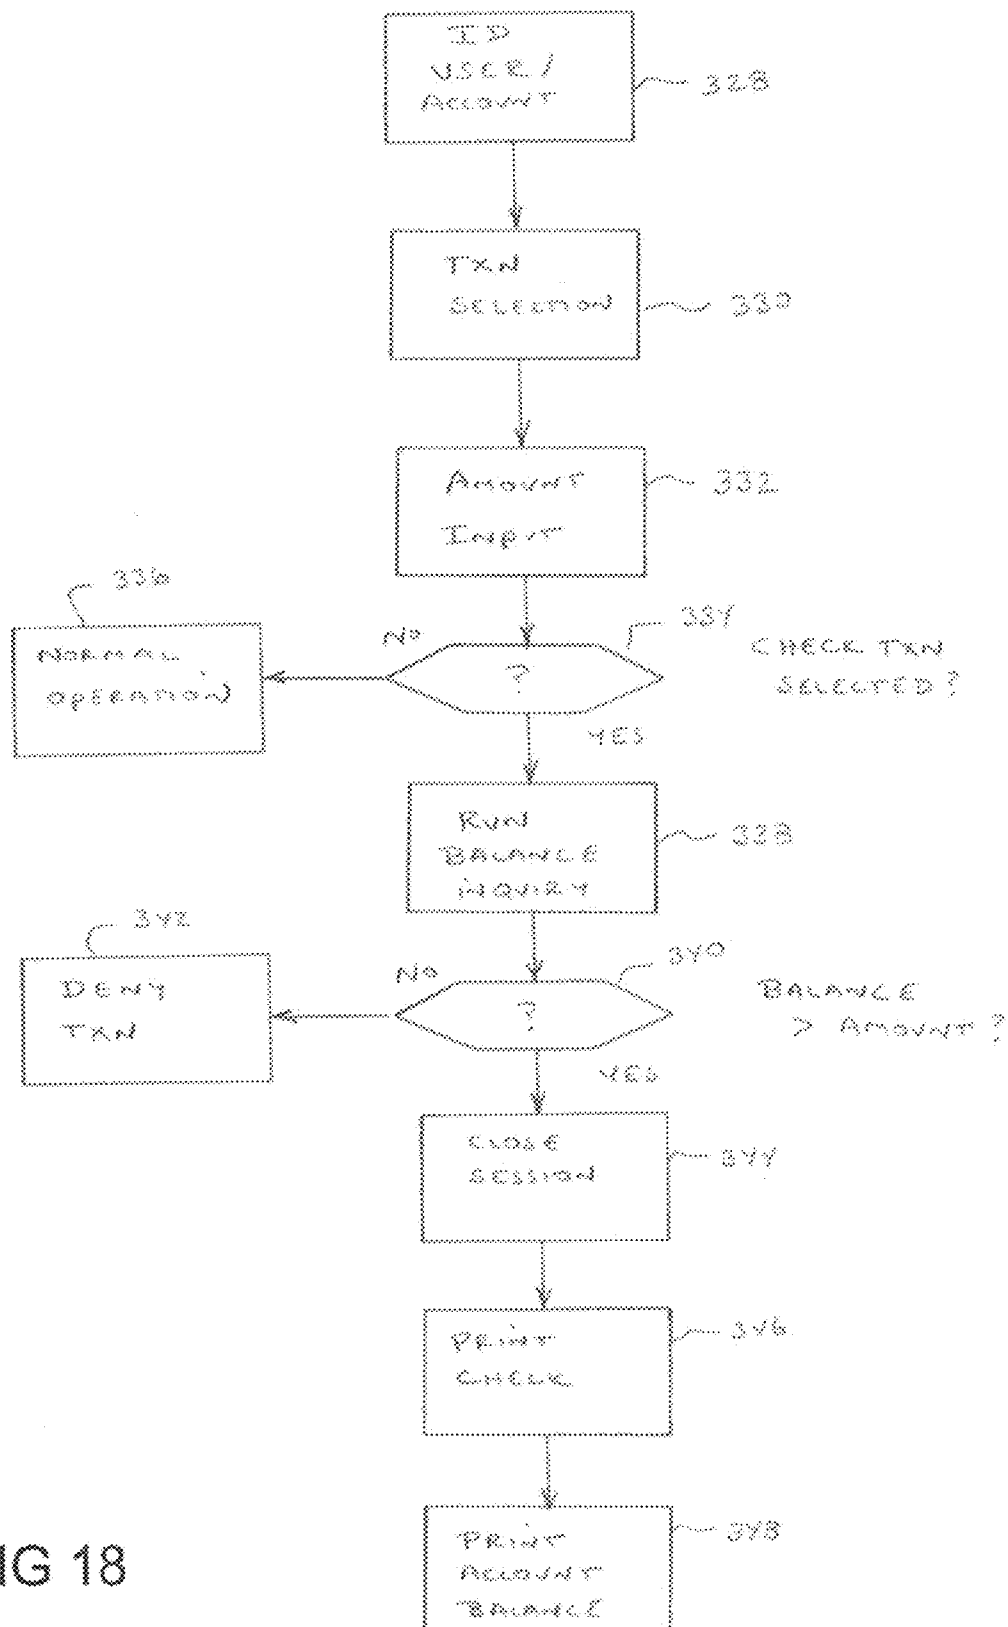 ID
USER/
ACCOUNT
328
TXN
SELECTION
330
AMOUNT
INPUT
332
336
NORMAL
OPERATION
NO
?
334
CHECK TXN
SELECTED?
YES
RUN
BALANCE
INQUIRY
338
342
DENY
TXN
NO
?
340
BALANCE
> AMOUNT?
YES
CLOSE
SESSION
344
PRINT
CHECK
346
PRINT
ACCOUNT
BALANCE
348
IG 18